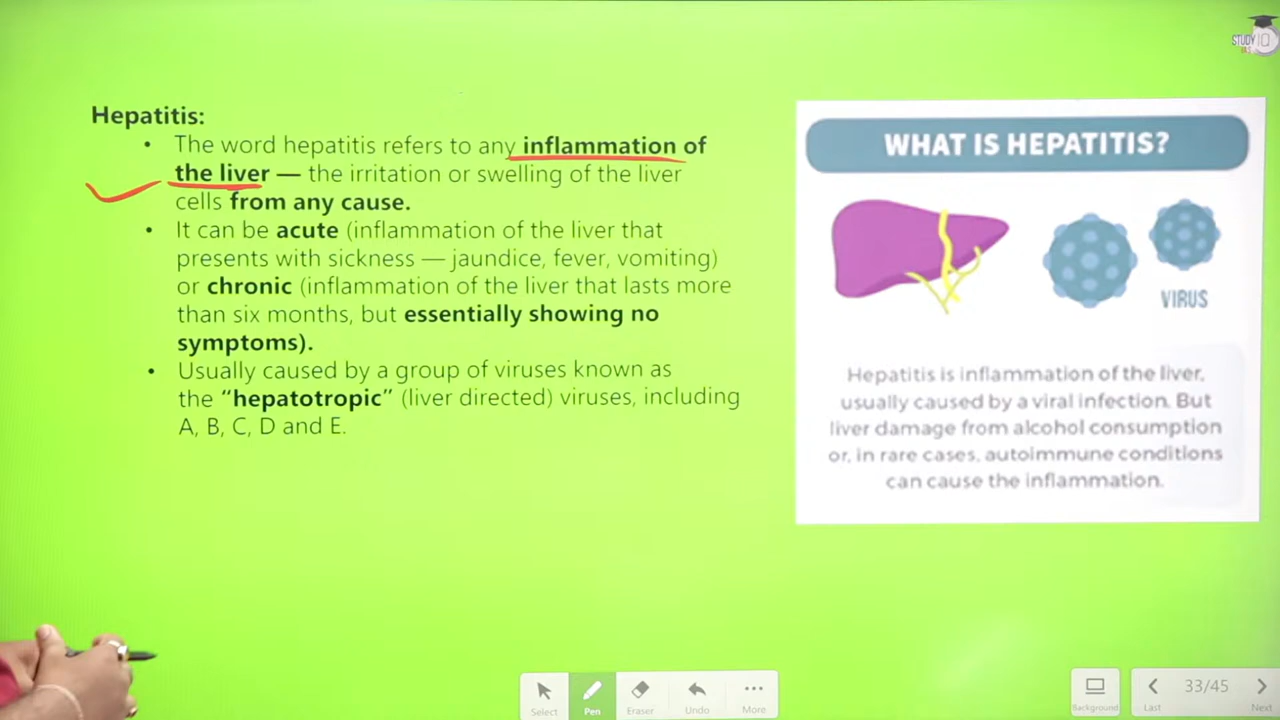 STUDY IQ
Hepatitis:
• The word hepatitis refers to any inflammation of
the liver — the irritation or swelling of the liver
cells from any cause.
• It can be acute (inflammation of the liver that
presents with sickness — jaundice, fever, vomiting)
or chronic (inflammation of the liver that lasts more
than six months, but essentially showing no
symptoms).
• Usually caused by a group of viruses known as
the “hepatotropic” (liver directed) viruses, including
A, B, C, D and E.
WHAT IS HEPATITIS?
VIRUS
Hepatitis is inflammation of the liver,
usually caused by a viral infection. But
liver damage from alcohol consumption
or, in rare cases, autoimmune conditions
can cause the inflammation.
Select
Pen
Eraser
Undo
More
Background
Last
33/45
Next